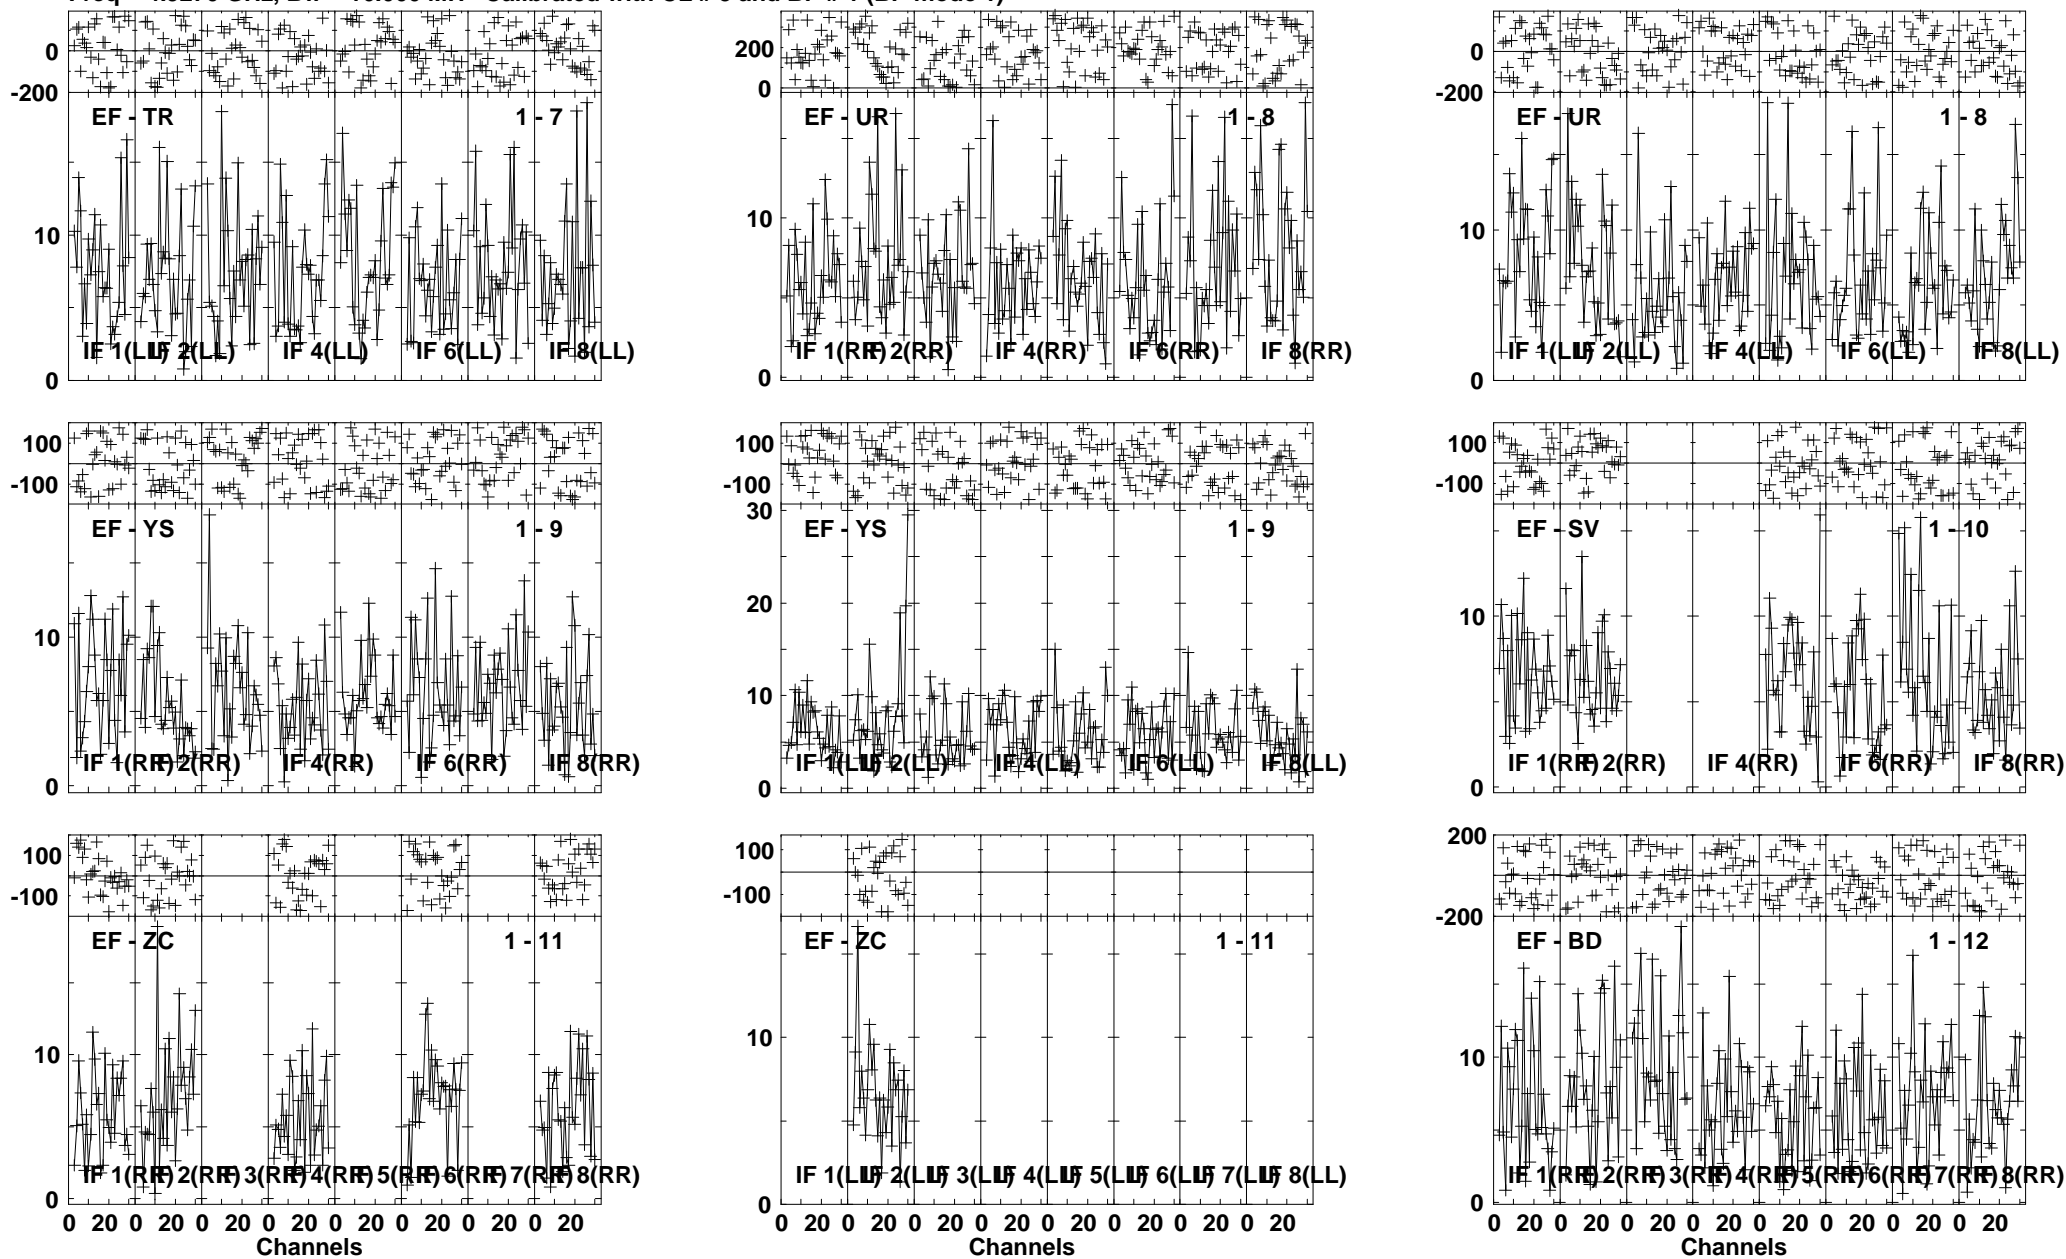 0
-200
EF - TR 1 - 7
10
0
IF 1(LL) IF 2(LL) IF 4(LL) IF 6(LL) IF 8(LL)
200
0
EF - UR 1 - 8
10
0
IF 1(RR) IF 2(RR) IF 4(RR) IF 6(RR) IF 8(RR)
0
-200
EF - UR 1 - 8
10
0
IF 1(LL) IF 2(LL) IF 4(LL) IF 6(LL) IF 8(LL)
100
-100
EF - YS 1 - 9
10
0
IF 1(RR) IF 2(RR) IF 4(RR) IF 6(RR) IF 8(RR)
100
-100
30
EF - YS 1 - 9
20
10
0
IF 1(LL) IF 2(LL) IF 4(LL) IF 6(LL) IF 8(LL)
100
-100
EF - SV 1 - 10
10
0
IF 1(RR) IF 2(RR) IF 4(RR) IF 6(RR) IF 8(RR)
100
-100
EF - ZC 1 - 11
10
0
IF 1(RR) IF 2(RR) IF 3(RR) IF 4(RR) IF 5(RR) IF 6(RR) IF 7(RR) IF 8(RR)
0 20 0 20 0 20 0 20 0 20 0 20 0 20 0 20
Channels
100
-100
EF - ZC 1 - 11
10
0
IF 1(LL) IF 2(LL) IF 3(LL) IF 4(LL) IF 5(LL) IF 6(LL) IF 7(LL) IF 8(LL)
0 20 0 20 0 20 0 20 0 20 0 20 0 20 0 20
Channels
200
-200
EF - BD 1 - 12
10
0
IF 1(RR) IF 2(RR) IF 3(RR) IF 4(RR) IF 5(RR) IF 6(RR) IF 7(RR) IF 8(RR)
0 20 0 20 0 20 0 20 0 20 0 20 0 20 0 20
Channels